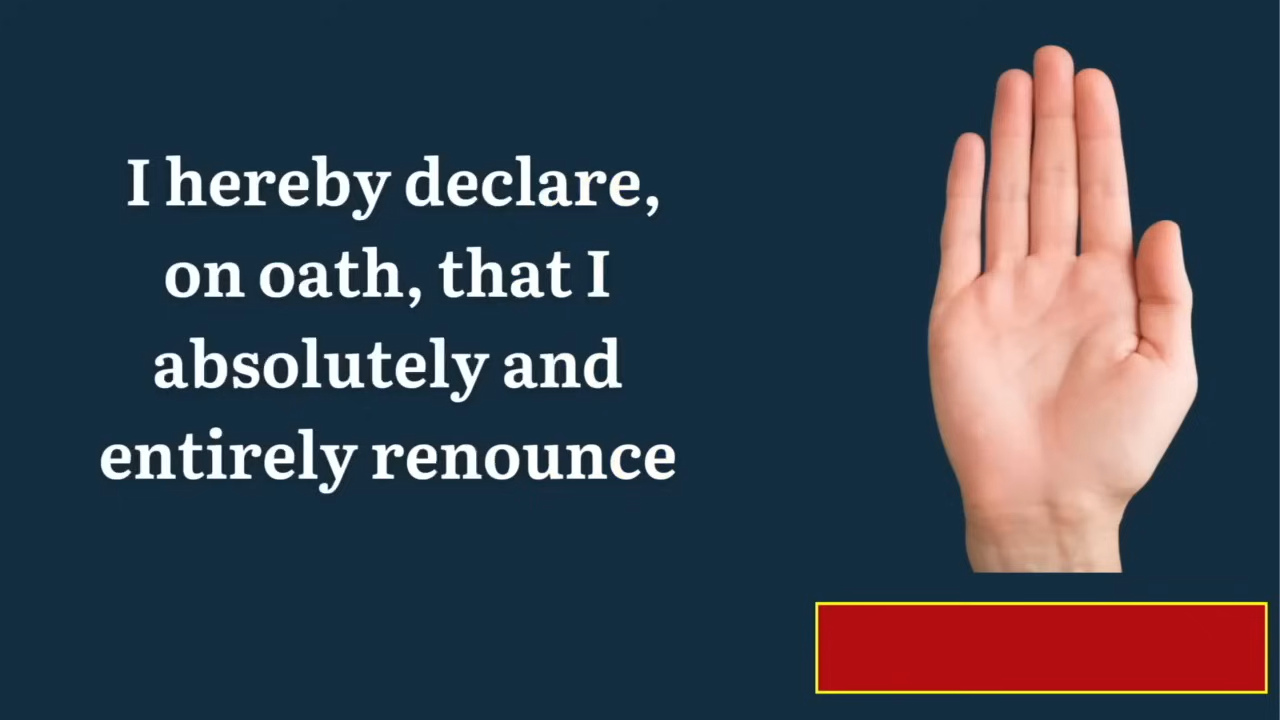 I hereby declare,
on oath, that I
absolutely and
entirely renounce